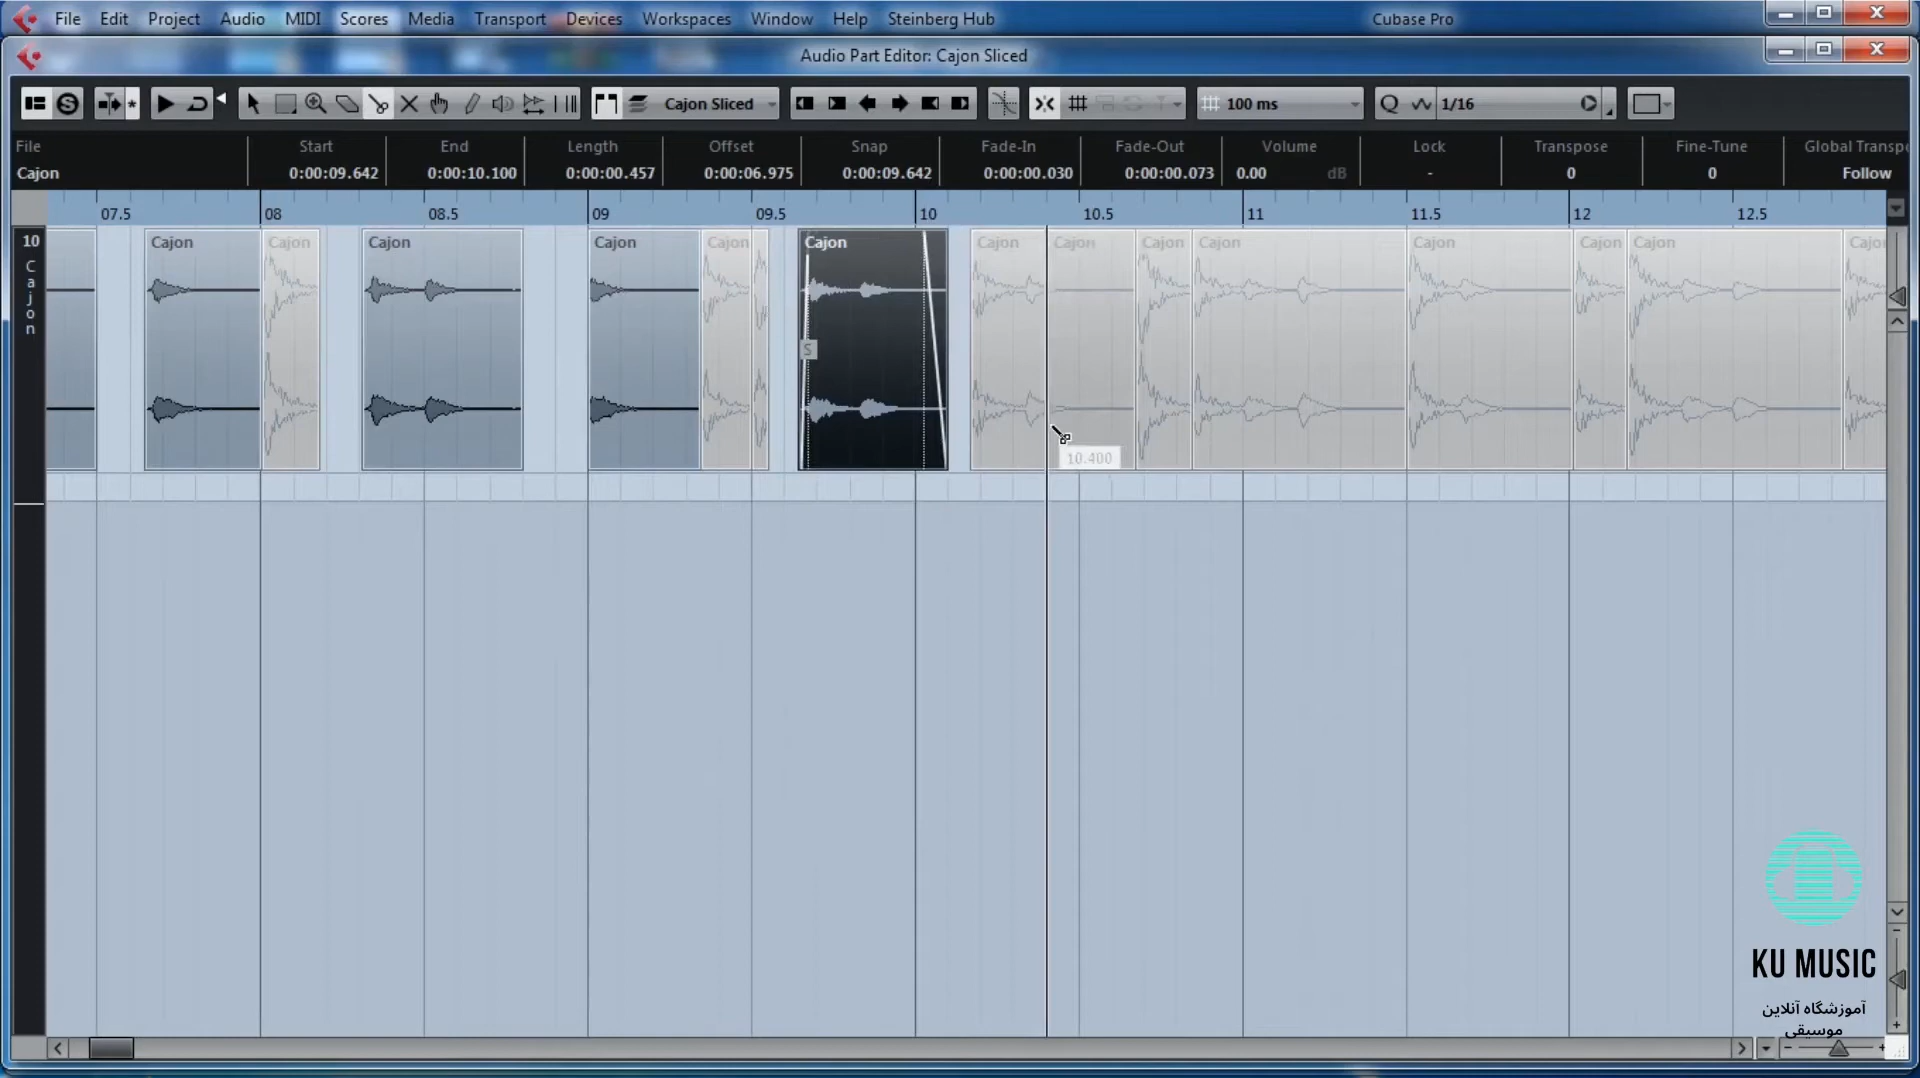 File Edit Project Audio MIDI Scores Media Transport Devices Workspaces Window Help Steinberg Hub Cubase Pro
Audio Part Editor: Cajon Sliced
Cajon Sliced 100 ms Q 1/16
File Start End Length Offset Snap Fade-In Fade-Out Volume Lock Transpose Fine-Tune Global Transp
Cajon 0:00:09.642 0:00:10.100 0:00:00.457 0:00:06.975 0:00:09.642 0:00:00.030 0:00:00.073 0.00 dB - 0 0 Follow
07.5 08 08.5 09 09.5 10 10.5 11 11.5 12 12.5
10 Cajon Cajon Cajon Cajon Cajon Cajon Cajon Cajon Cajon Cajon Cajon Cajon Cajon Cajo
Cajon
S
10.400
KU MUSIC
آموزشگاه آنلاین
موسیقی